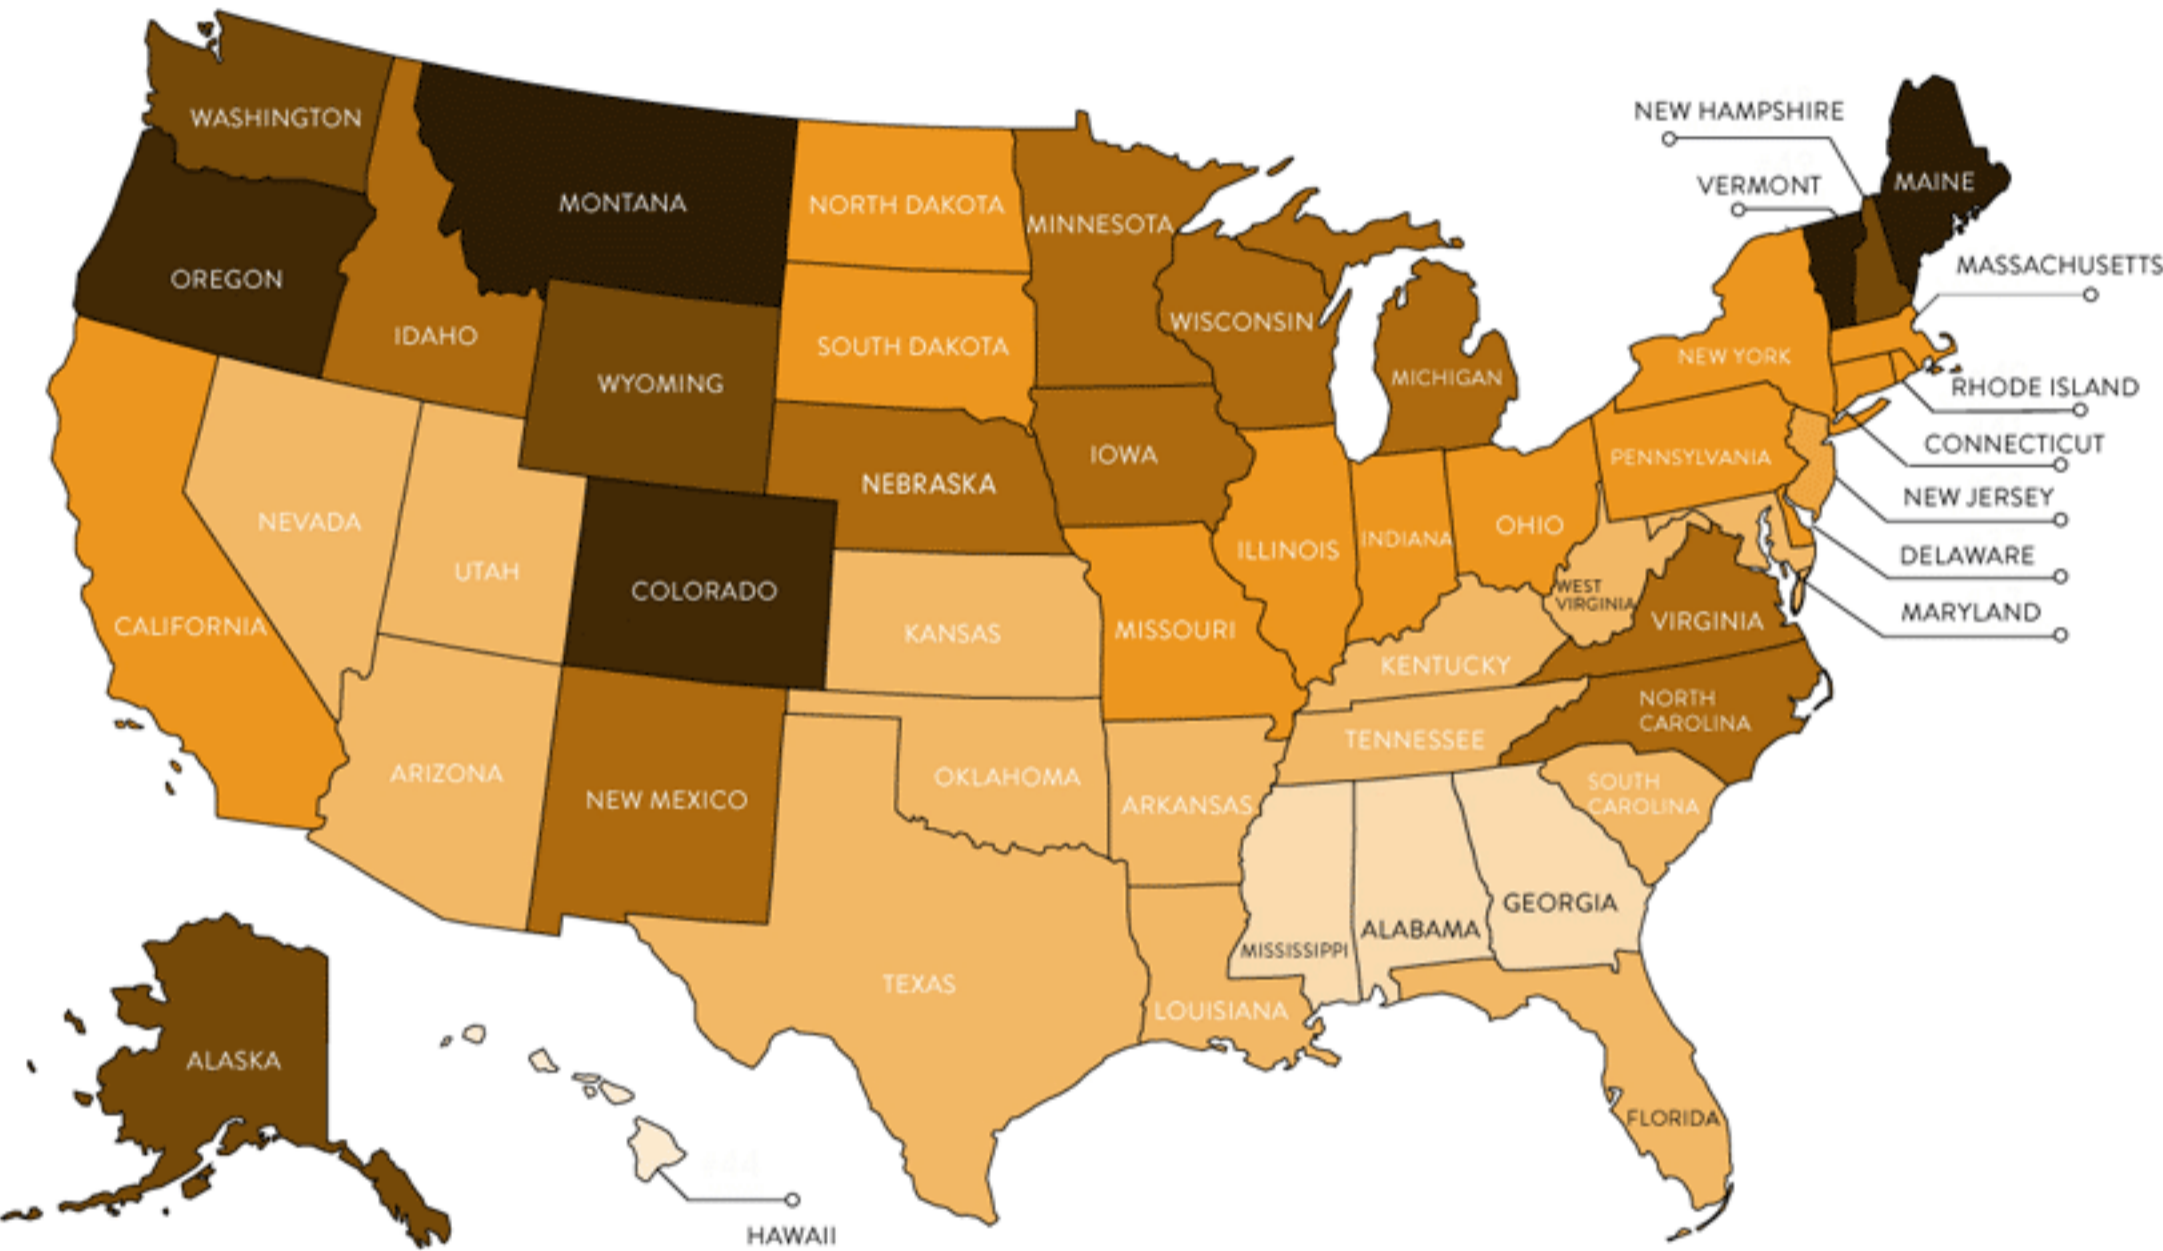 WASHINGTON
MONTANA
NORTH DAKOTA
MINNESOTA
NEW HAMPSHIRE
VERMONT
MAINE
MASSACHUSETTS
OREGON
IDAHO
WYOMING
SOUTH DAKOTA
WISCONSIN
MICHIGAN
NEW YORK
RHODE ISLAND
CONNECTICUT
NEVADA
UTAH
COLORADO
NEBRASKA
IOWA
ILLINOIS
INDIANA
OHIO
PENNSYLVANIA
NEW JERSEY
DELAWARE
MARYLAND
WEST
VIRGINIA
VIRGINIA
CALIFORNIA
KANSAS
MISSOURI
KENTUCKY
NORTH
CAROLINA
TENNESSEE
ARIZONA
NEW MEXICO
OKLAHOMA
ARKANSAS
SOUTH
CAROLINA
MISSISSIPPI
ALABAMA
GEORGIA
TEXAS
LOUISIANA
FLORIDA
ALASKA
HAWAII